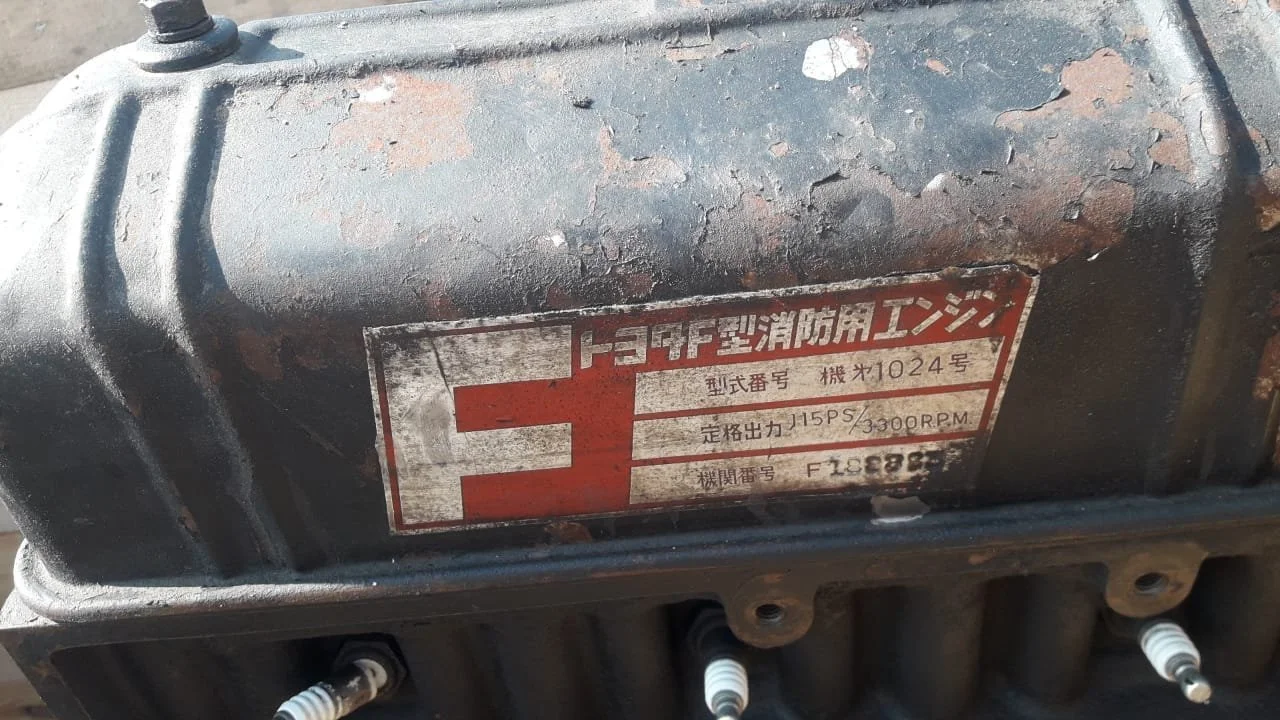 トヨタF型消防用エンジン
型式番号 機才1024号
定格出力 115PS/3300R.P.M.
機関番号